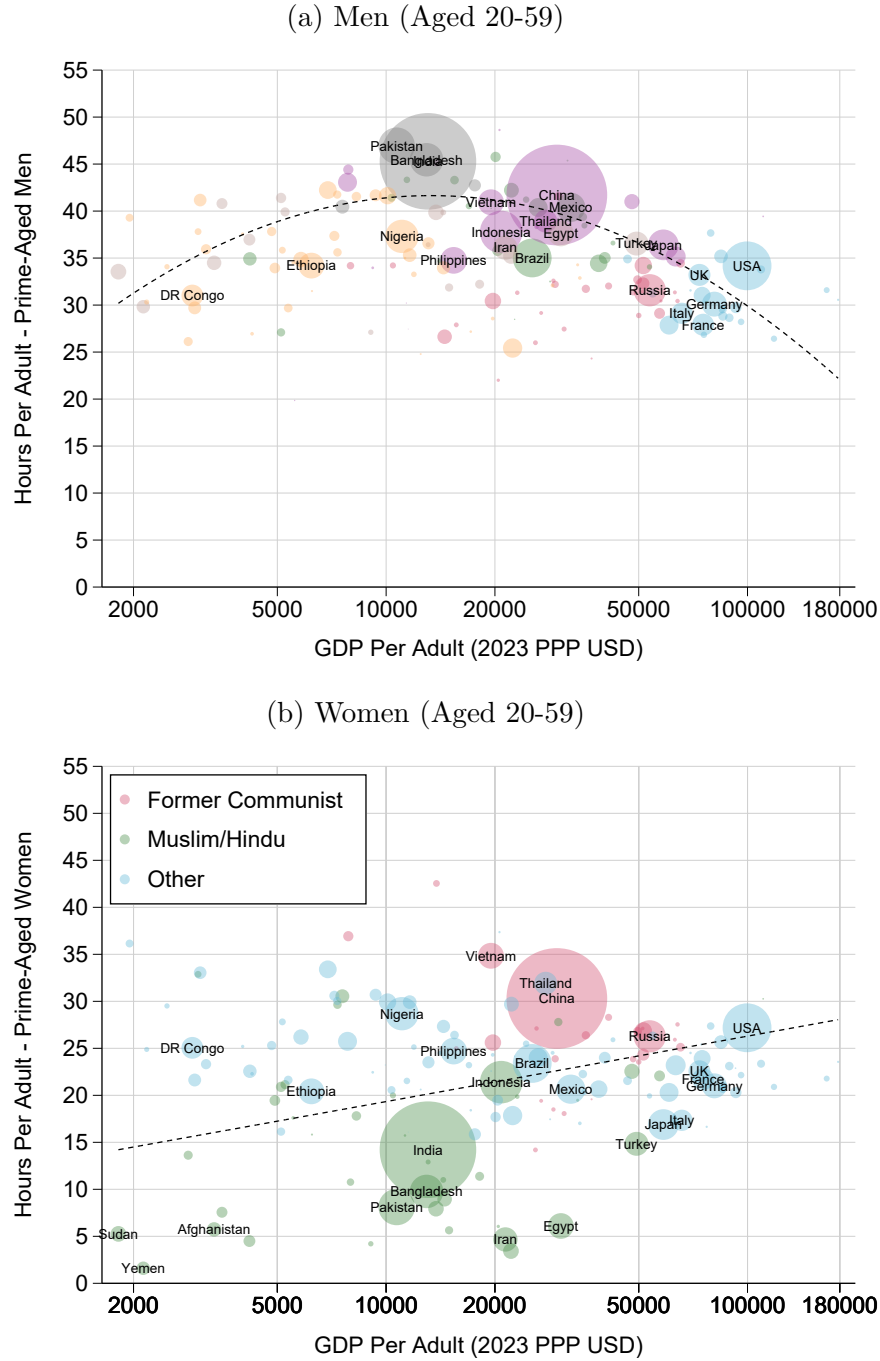 (a) Men (Aged 20-59)
55
50
45
40
35
30
25
20
15
10
5
0
Hours Per Adult - Prime-Aged Men
Pakistan
Bangladesh
India
China
Mexico
Vietnam
Thailand
Indonesia
Egypt
Nigeria
Iran
Brazil
Turkey
Japan
Philippines
Ethiopia
USA
UK
Russia
DR Congo
Germany
Italy
France
2000
5000
10000
20000
50000
100000
180000
GDP Per Adult (2023 PPP USD)
(b) Women (Aged 20-59)
55
50
45
40
35
30
25
20
15
10
5
0
Hours Per Adult - Prime-Aged Women
Former Communist
Muslim/Hindu
Other
Vietnam
Thailand
China
Nigeria
USA
Russia
DR Congo
Philippines
Brazil
UK
France
Indonesia
Germany
Ethiopia
Mexico
Italy
Japan
Turkey
India
Bangladesh
Pakistan
Egypt
Afghanistan
Sudan
Iran
Yemen
2000
5000
10000
20000
50000
100000
180000
GDP Per Adult (2023 PPP USD)